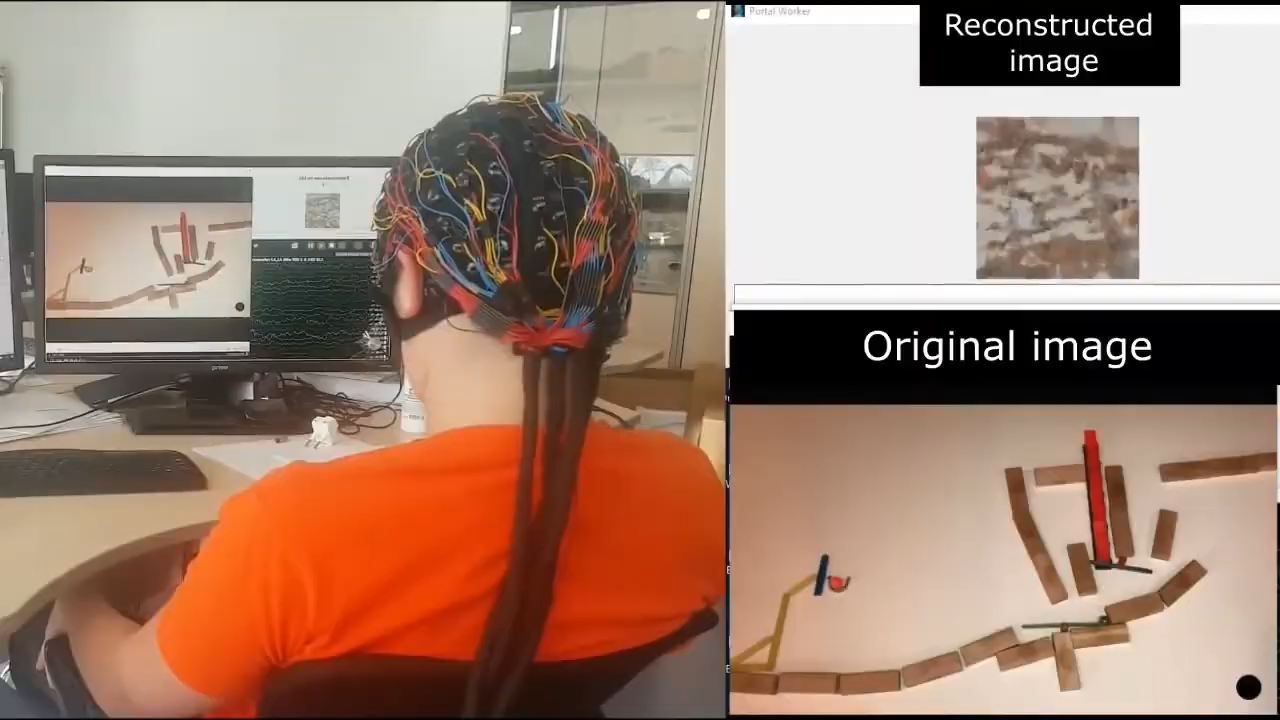 Portal Worker
Reconstructed
image
Original image